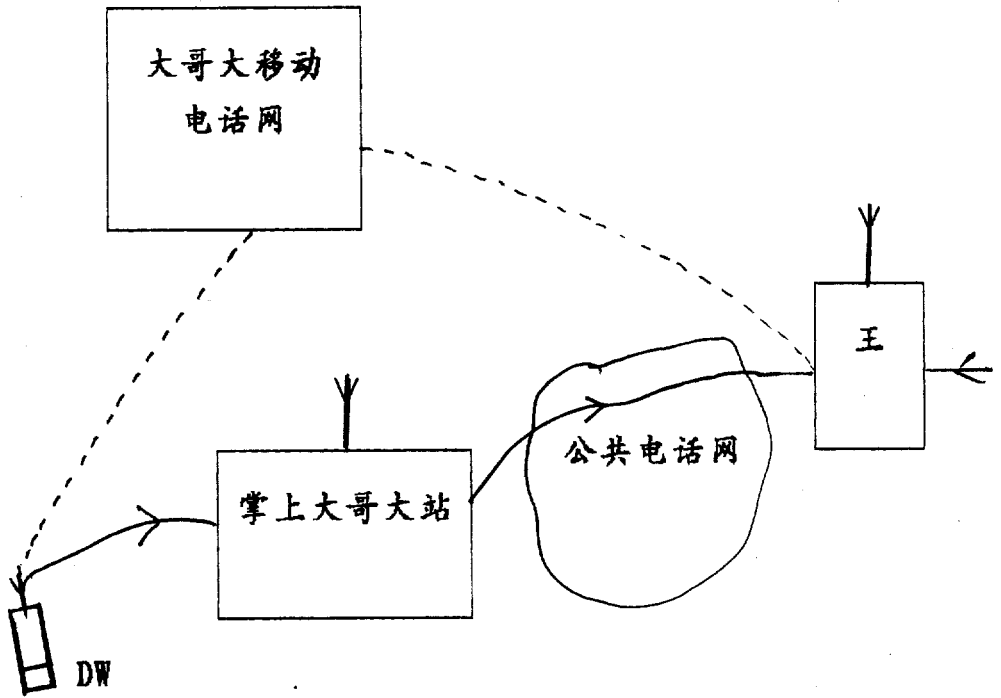 大哥大移动
电话网
王
公共电话网
掌上大哥大站
DW